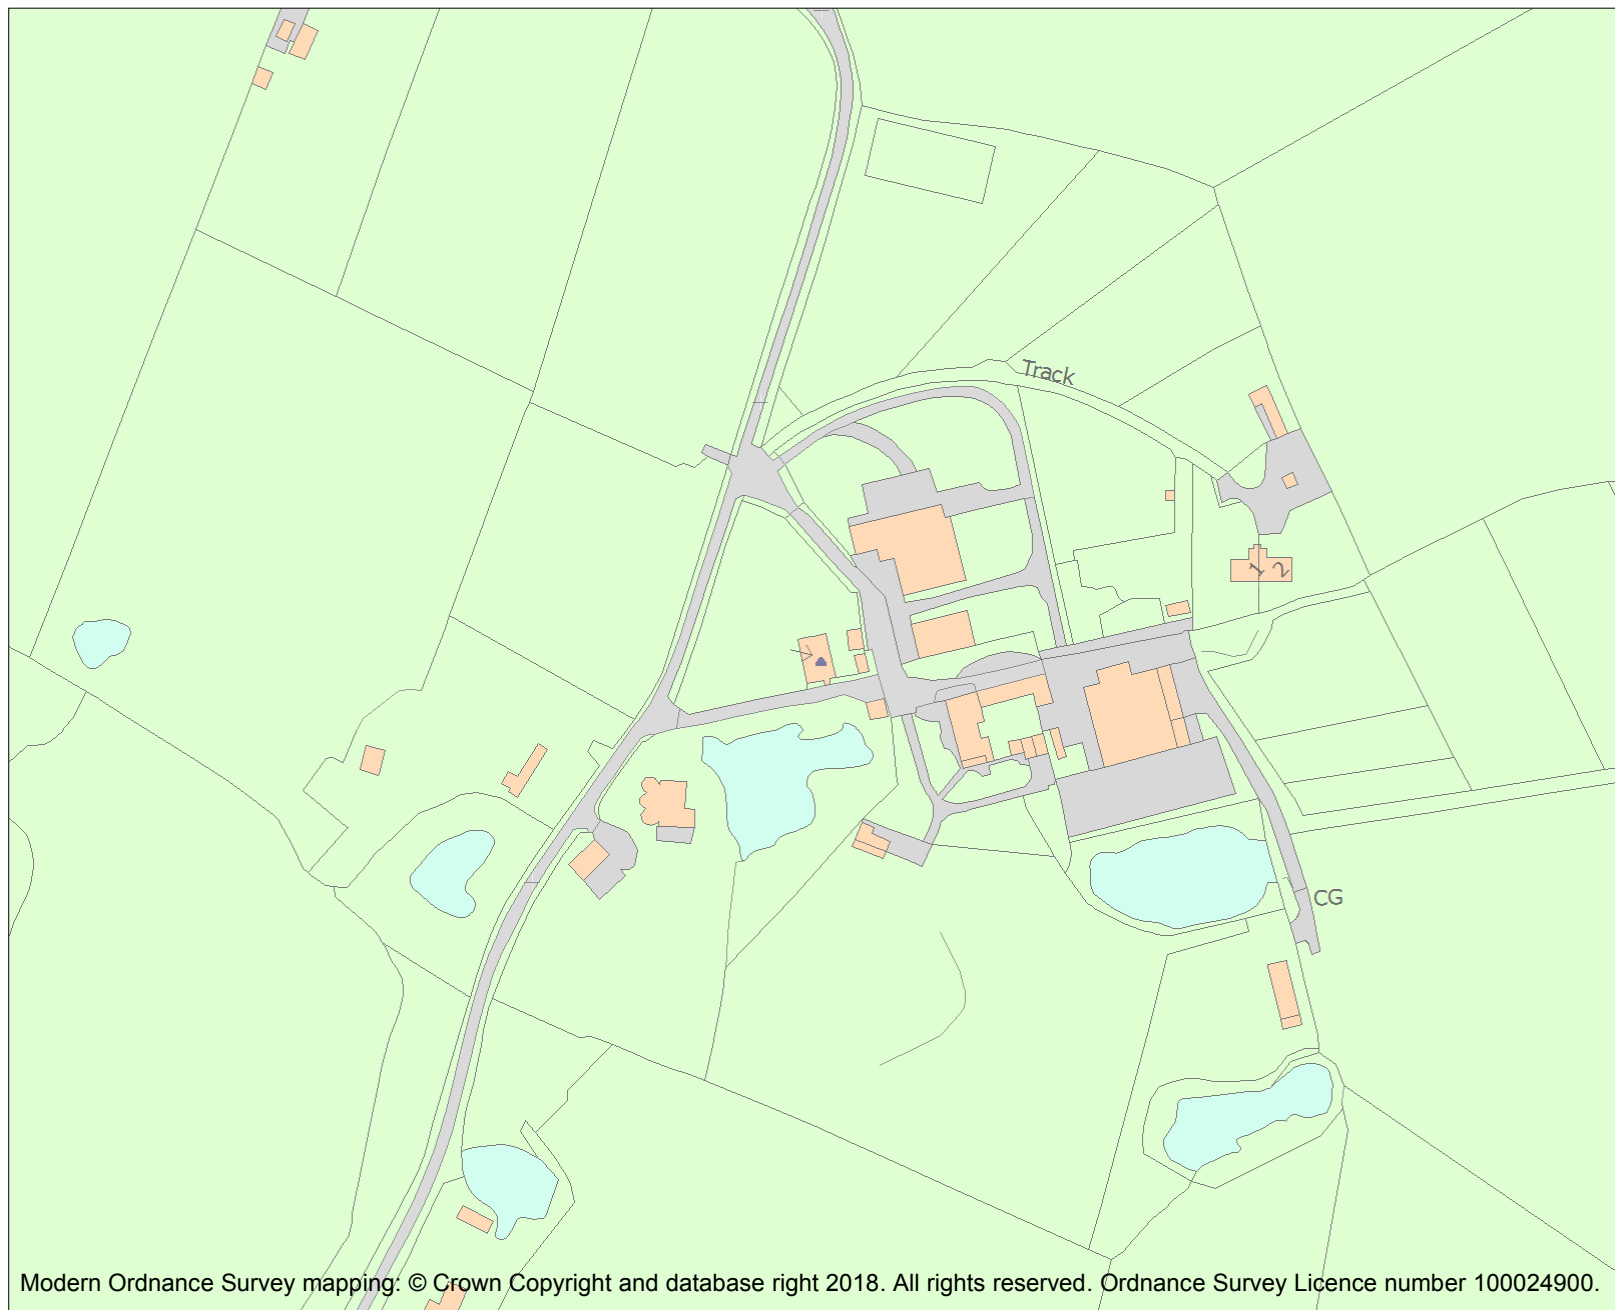 Track
1
2
CG
Modern Ordnance Survey mapping: © Crown Copyright and database right 2018. All rights reserved. Ordnance Survey Licence number 100024900.